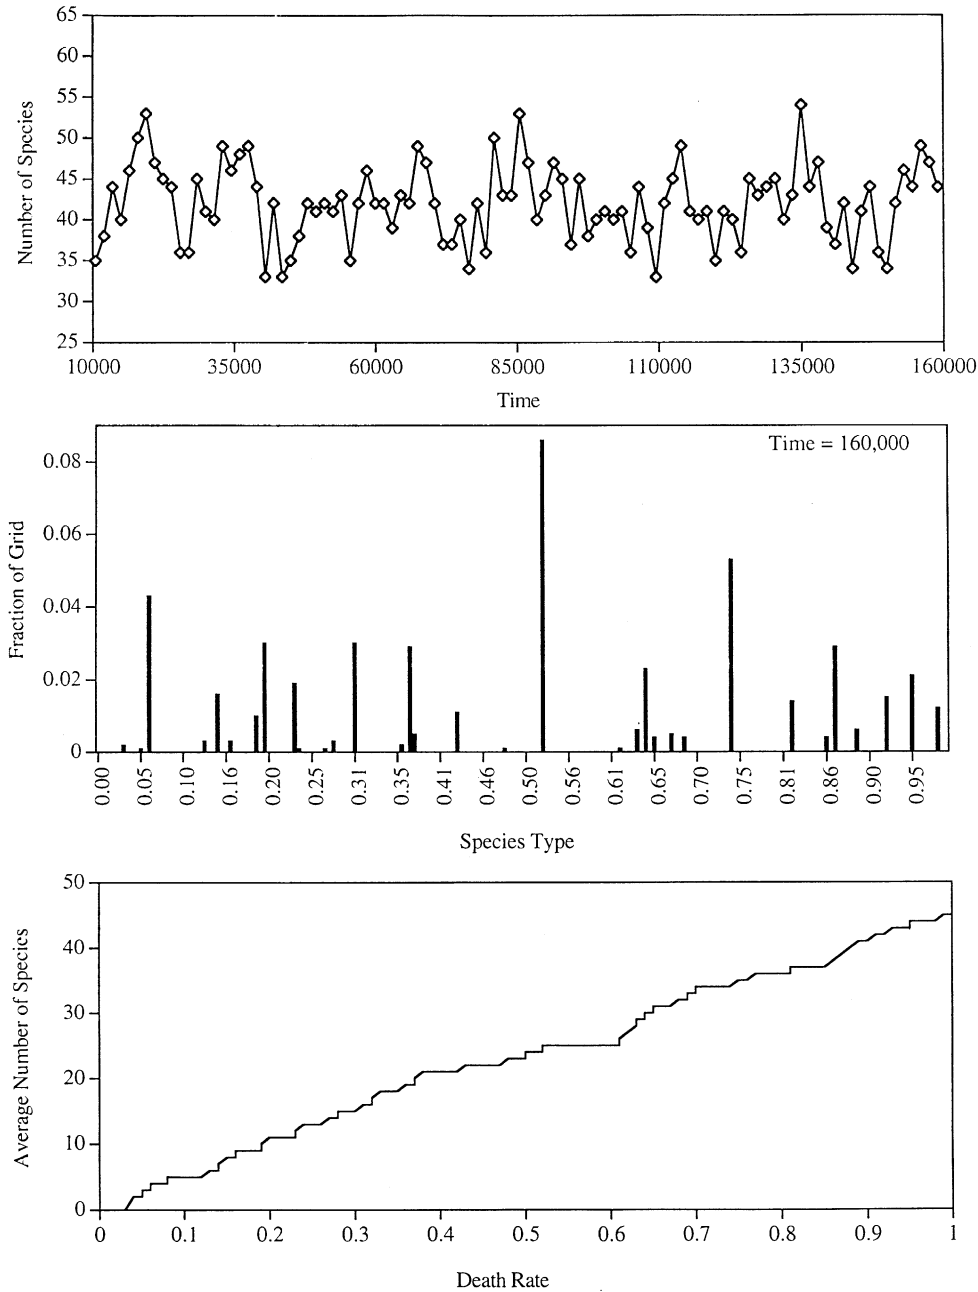 65
60
55
50
45
40
35
30
25
Number of Species
10000 35000 60000 85000 110000 135000 160000
Time
Time = 160,000
0.08
0.06
0.04
0.02
0
Fraction of Grid
0.00 0.05 0.10 0.16 0.20 0.25 0.31 0.35 0.41 0.46 0.50 0.56 0.61 0.65 0.70 0.75 0.81 0.86 0.90 0.95
Species Type
50
40
30
20
10
0
Average Number of Species
0 0.1 0.2 0.3 0.4 0.5 0.6 0.7 0.8 0.9 1
Death Rate